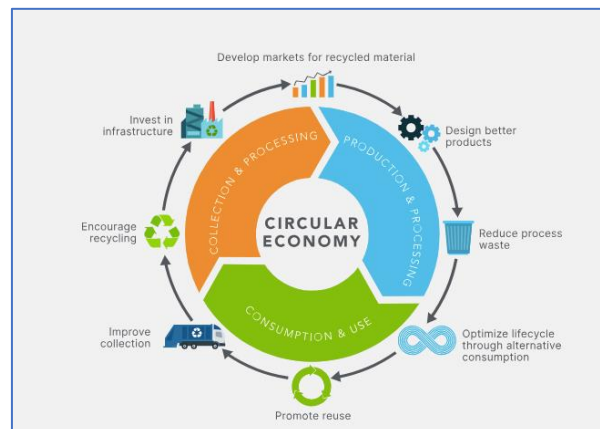 Develop markets for recycled material
Invest in
infrastructure
Design better
products
COLLECTION & PROCESSING
PRODUCTION & PROCESSING
CIRCULAR
ECONOMY
Encourage
recycling
Reduce process
waste
CONSUMPTION & USE
Improve
collection
Optimize lifecycle
through alternative
consumption
Promote reuse